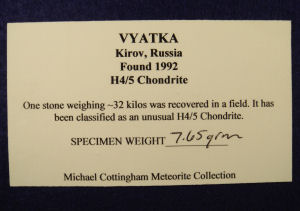 VYATKA
Kirov, Russia
Found 1992
H4/5 Chondrite
One stone weighing ~32 kilos was recovered in a field. It has
been classified as an unusual H4/5 Chondrite.
SPECIMEN WEIGHT 7.65 grm
Michael Cottingham Meteorite Collection